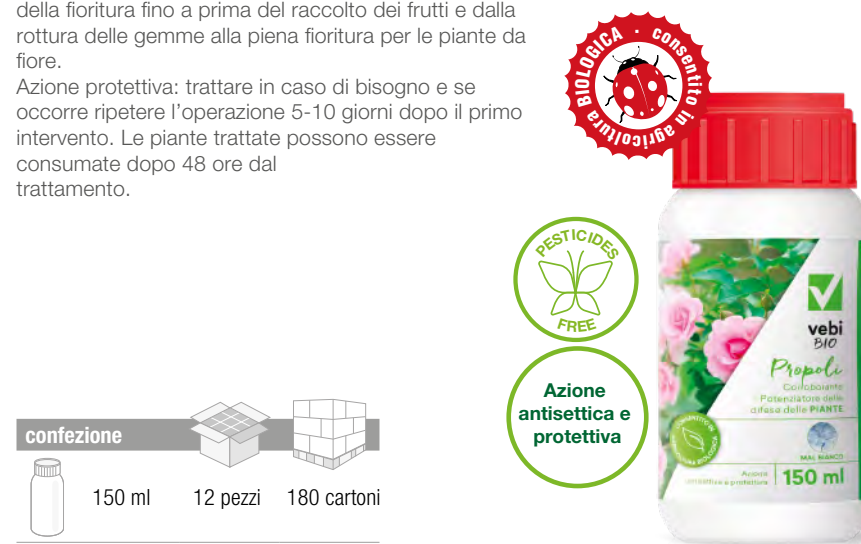 della fioritura fino a prima del raccolto dei frutti e dalla
rottura delle gemme alla piena fioritura per le piante da
fiore.
Azione protettiva: trattare in caso di bisogno e se
occorre ripetere l'operazione 5-10 giorni dopo il primo
intervento. Le piante trattate possono essere
consumate dopo 48 ore dal
trattamento.
consentito in agricoltura BIOLOGICA ·
PESTICIDES
FREE
Azione
antisettica e
protettiva
vebi
BIO
Propoli
Corroborante
Potenziatore delle
difese delle PIANTE
CONSENTITO IN
AGRICOLTURA BIOLOGICA
MAL BIANCO
Azione
antisettica e protettiva
150 ml
confezione
150 ml 12 pezzi 180 cartoni